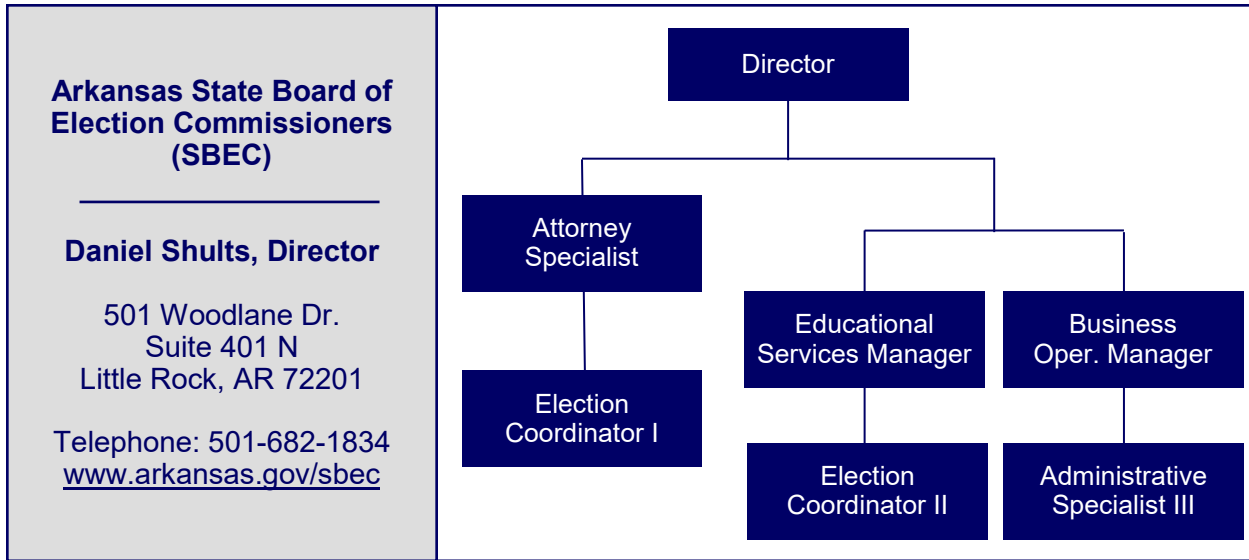 Arkansas State Board of
Election Commissioners
(SBEC)
Daniel Shults, Director
501 Woodlane Dr.
Suite 401 N
Little Rock, AR 72201
Telephone: 501-682-1834
www.arkansas.gov/sbec
Director
Attorney
Specialist
Election
Coordinator I
Educational
Services Manager
Business
Oper. Manager
Election
Coordinator II
Administrative
Specialist III